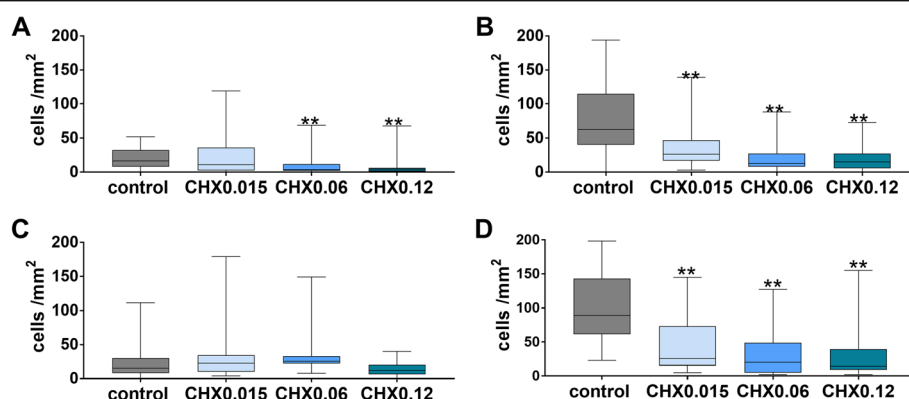 A
200
150
100
50
0
cells /mm²
** **
control CHX0.015 CHX0.06 CHX0.12
B
200
150
100
50
0
cells /mm²
** ** **
control CHX0.015 CHX0.06 CHX0.12
C
200
150
100
50
0
cells /mm²
control CHX0.015 CHX0.06 CHX0.12
D
200
150
100
50
0
cells /mm²
** ** **
control CHX0.015 CHX0.06 CHX0.12